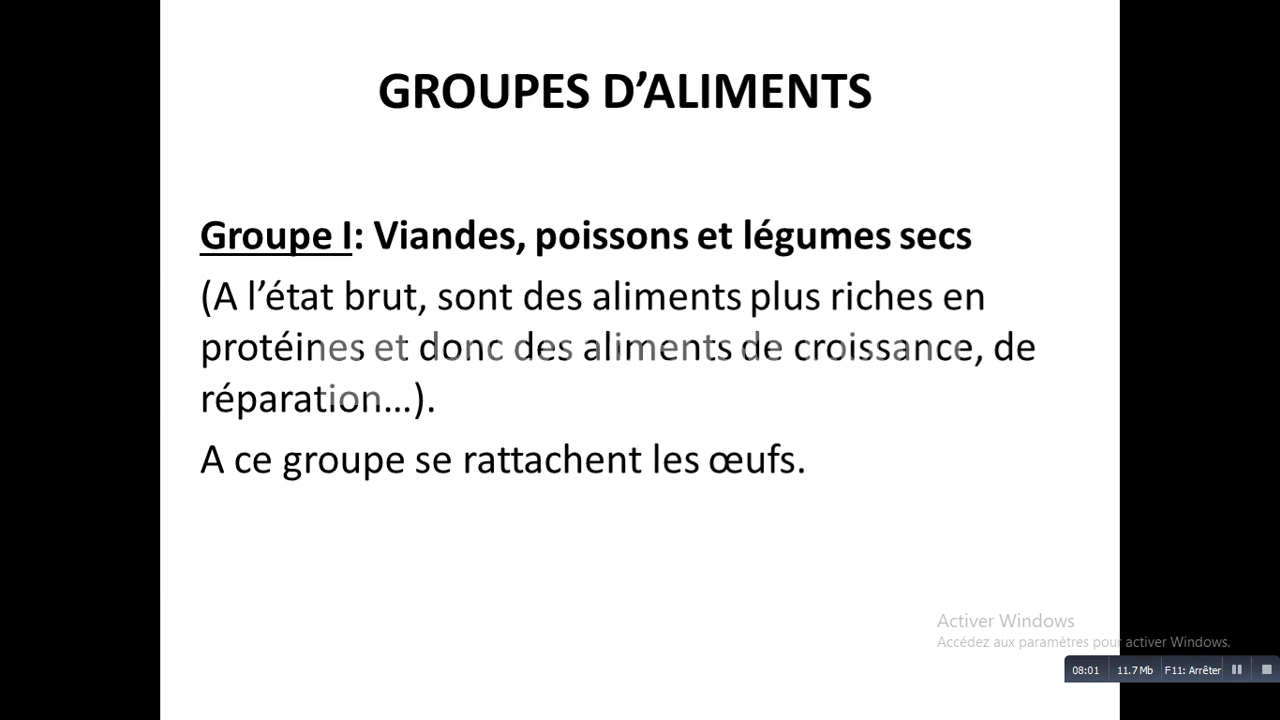 GROUPES D’ALIMENTS
Groupe I: Viandes, poissons et légumes secs
(A l’état brut, sont des aliments plus riches en
protéines et donc des aliments de croissance, de
réparation…).
A ce groupe se rattachent les œufs.
Activer Windows
Accédez aux paramètres pour activer Windows.
08:01 11.7 Mb F11: Arrêter